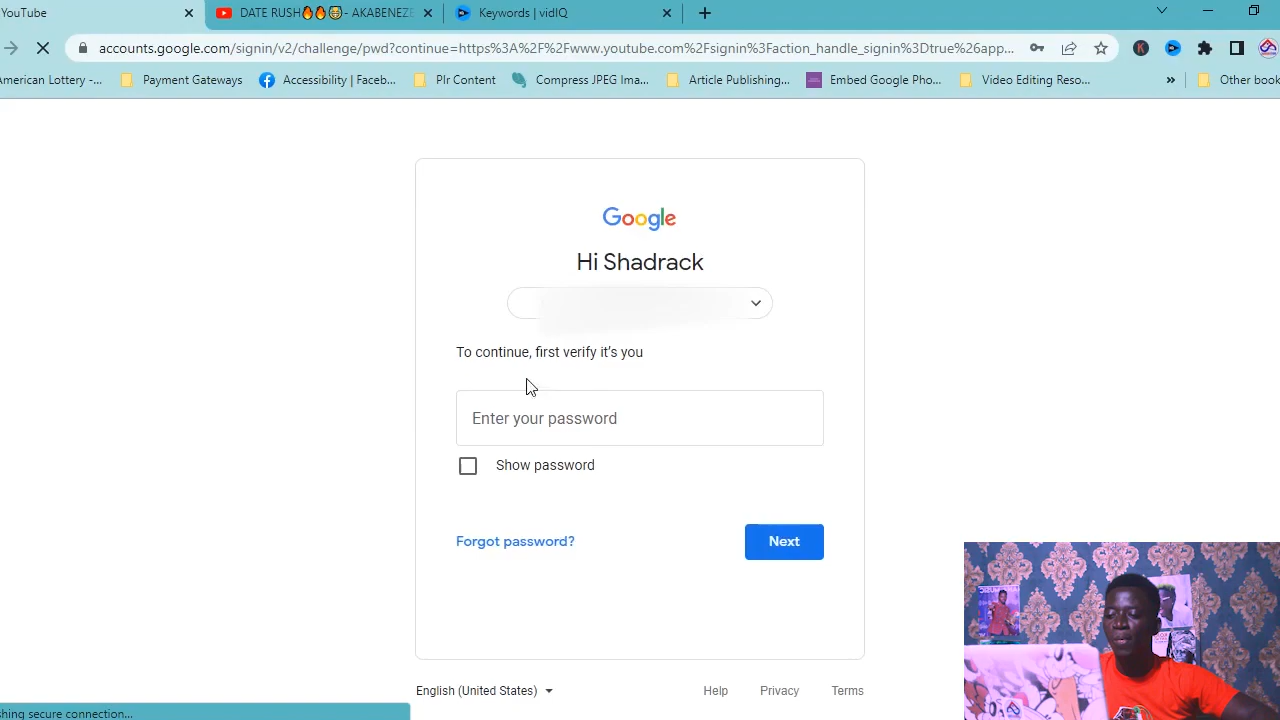 YouTube
DATE RUSH🔥🔥😇- AKABENEZE
Keywords | vidIQ
accounts.google.com/signin/v2/challenge/pwd?continue=https%3A%2F%2Fwww.youtube.com%2Fsignin%3Faction_handle_signin%3Dtrue%26app...
K
merican Lottery -...
Payment Gateways
Accessibility | Faceb...
Plr Content
Compress JPEG Ima...
Article Publishing...
Embed Google Pho...
Video Editing Reso...
»
Other book
Google
Hi Shadrack
To continue, first verify it’s you
Enter your password
Show password
Forgot password?
Next
English (United States)
Help
Privacy
Terms
hing secure connection...